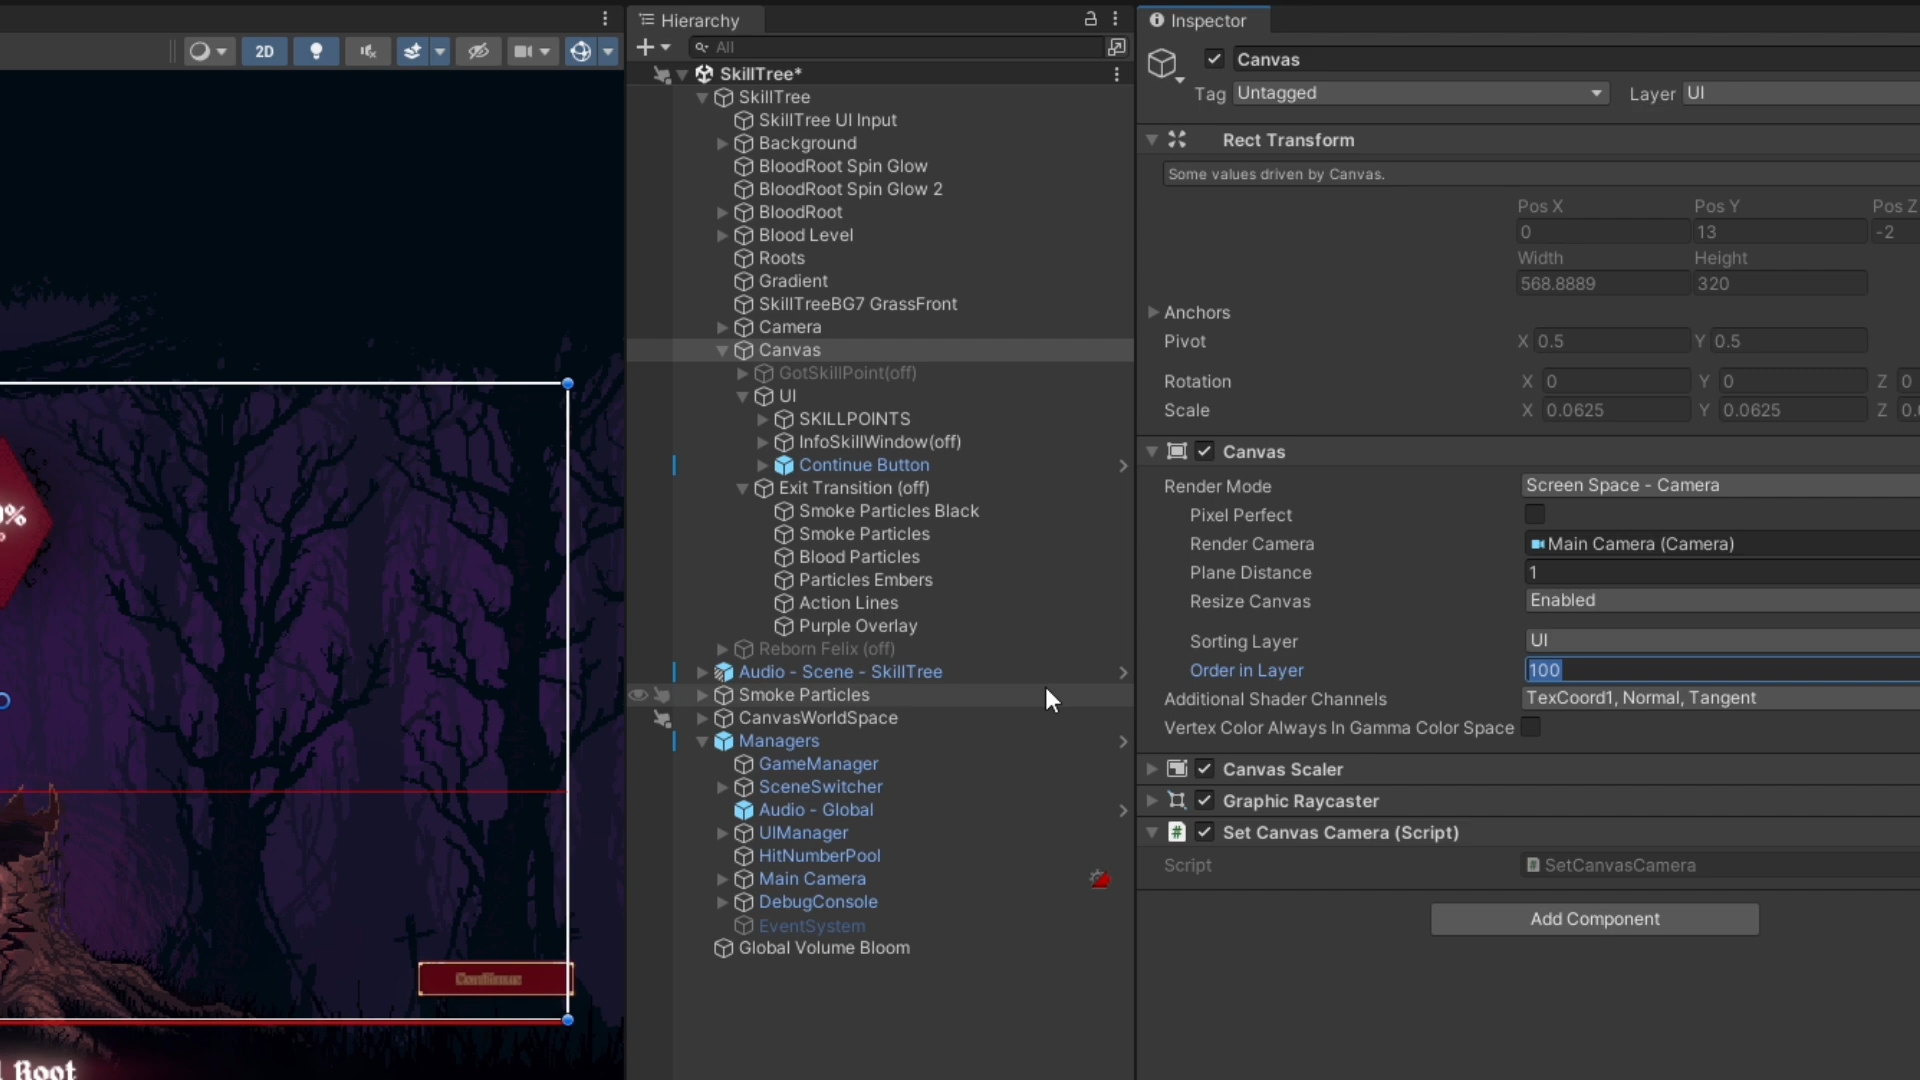 2D
0%
Continue
Root
Hierarchy
All
SkillTree*
SkillTree
SkillTree UI Input
Background
BloodRoot Spin Glow
BloodRoot Spin Glow 2
BloodRoot
Blood Level
Roots
Gradient
SkillTreeBG7 GrassFront
Camera
Canvas
GotSkillPoint(off)
UI
SKILLPOINTS
InfoSkillWindow(off)
Continue Button
Exit Transition (off)
Smoke Particles Black
Smoke Particles
Blood Particles
Particles Embers
Action Lines
Purple Overlay
Reborn Felix (off)
Audio - Scene - SkillTree
Smoke Particles
CanvasWorldSpace
Managers
GameManager
SceneSwitcher
Audio - Global
UIManager
HitNumberPool
Main Camera
DebugConsole
EventSystem
Global Volume Bloom
Inspector
Canvas
Tag Untagged Layer UI
Rect Transform
Some values driven by Canvas.
Pos X Pos Y Pos Z
0 13 -2
Width Height
568.8889 320
Anchors
Pivot X 0.5 Y 0.5
Rotation X 0 Y 0 Z 0
Scale X 0.0625 Y 0.0625 Z 0.
Canvas
Render Mode Screen Space - Camera
Pixel Perfect
Render Camera Main Camera (Camera)
Plane Distance 1
Resize Canvas Enabled
Sorting Layer UI
Order in Layer 100
Additional Shader Channels TexCoord1, Normal, Tangent
Vertex Color Always In Gamma Color Space
Canvas Scaler
Graphic Raycaster
# Set Canvas Camera (Script)
Script SetCanvasCamera
Add Component